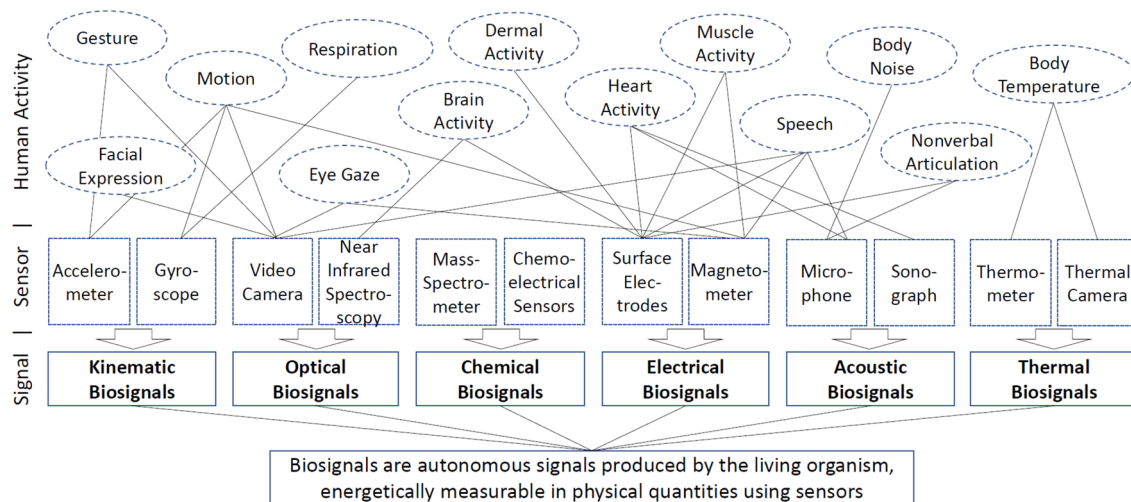 Human Activity
Gesture
Motion
Respiration
Dermal
Activity
Muscle
Activity
Body
Noise
Body
Temperature
Brain
Activity
Heart
Activity
Speech
Nonverbal
Articulation
Facial
Expression
Eye Gaze
Sensor
Accelero-
meter
Gyro-
scope
Video
Camera
Near
Infrared
Spectro-
scopy
Mass-
Spectro-
meter
Chemo-
electrical
Sensors
Surface
Elec-
trodes
Magneto-
meter
Micro-
phone
Sono-
graph
Thermo-
meter
Thermal
Camera
Signal
Kinematic
Biosignals
Optical
Biosignals
Chemical
Biosignals
Electrical
Biosignals
Acoustic
Biosignals
Thermal
Biosignals
Biosignals are autonomous signals produced by the living organism,
energetically measurable in physical quantities using sensors